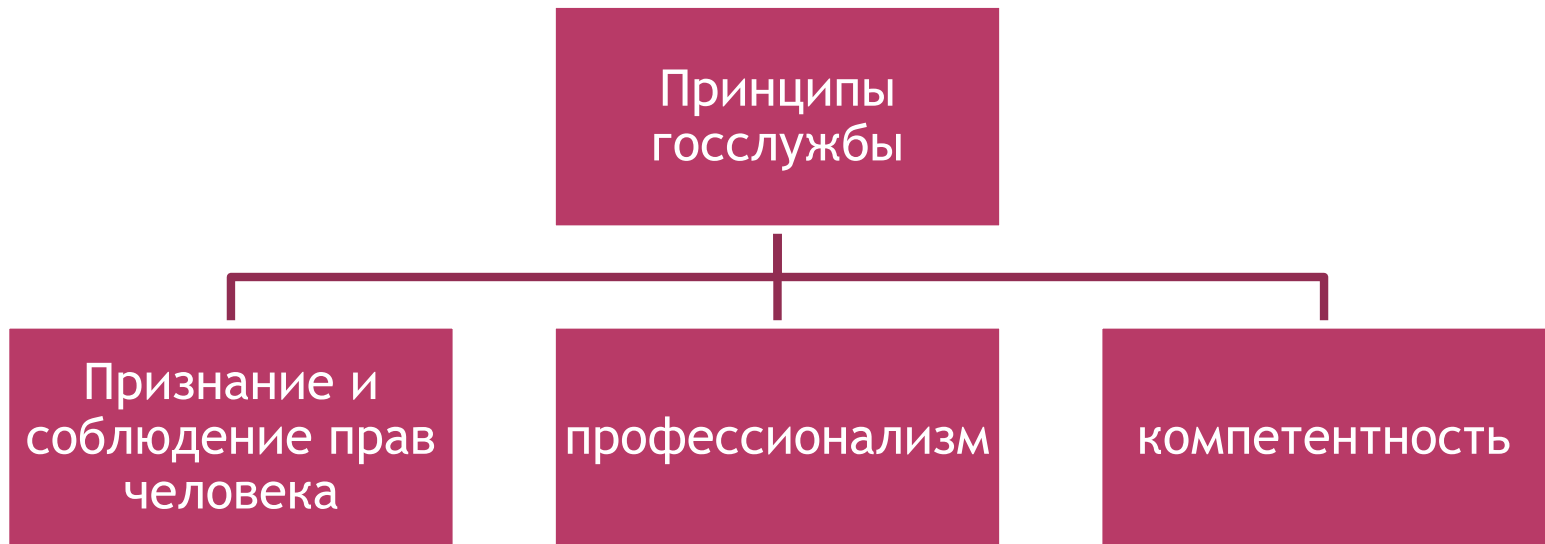 Принципы
госслужбы
Признание и
соблюдение прав
человека
профессионализм
компетентность